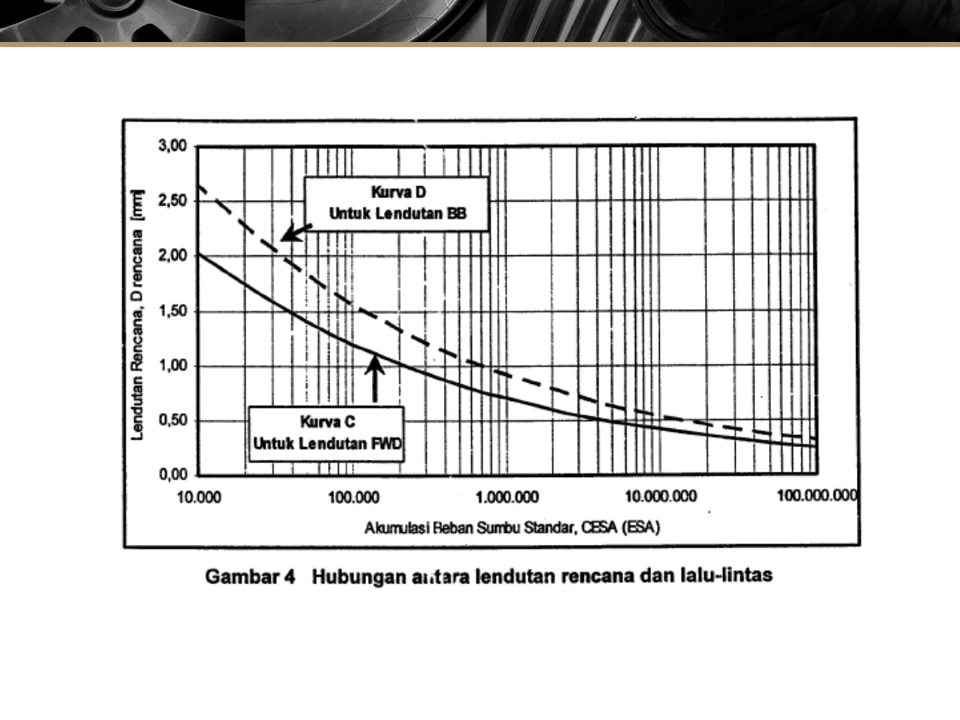 3,00
2,50
2,00
1,50
1,00
0,50
0,00
Lendutan Rencana, D rencana [mm]
Kurva D
Untuk Lendutan BB
Kurva C
Untuk Lendutan FWD
10.000 100.000 1.000.000 10.000.000 100.000.000
Akumulasi Beban Sumbu Standar, CESA (ESA)
Gambar 4 Hubungan antara lendutan rencana dan lalu-lintas